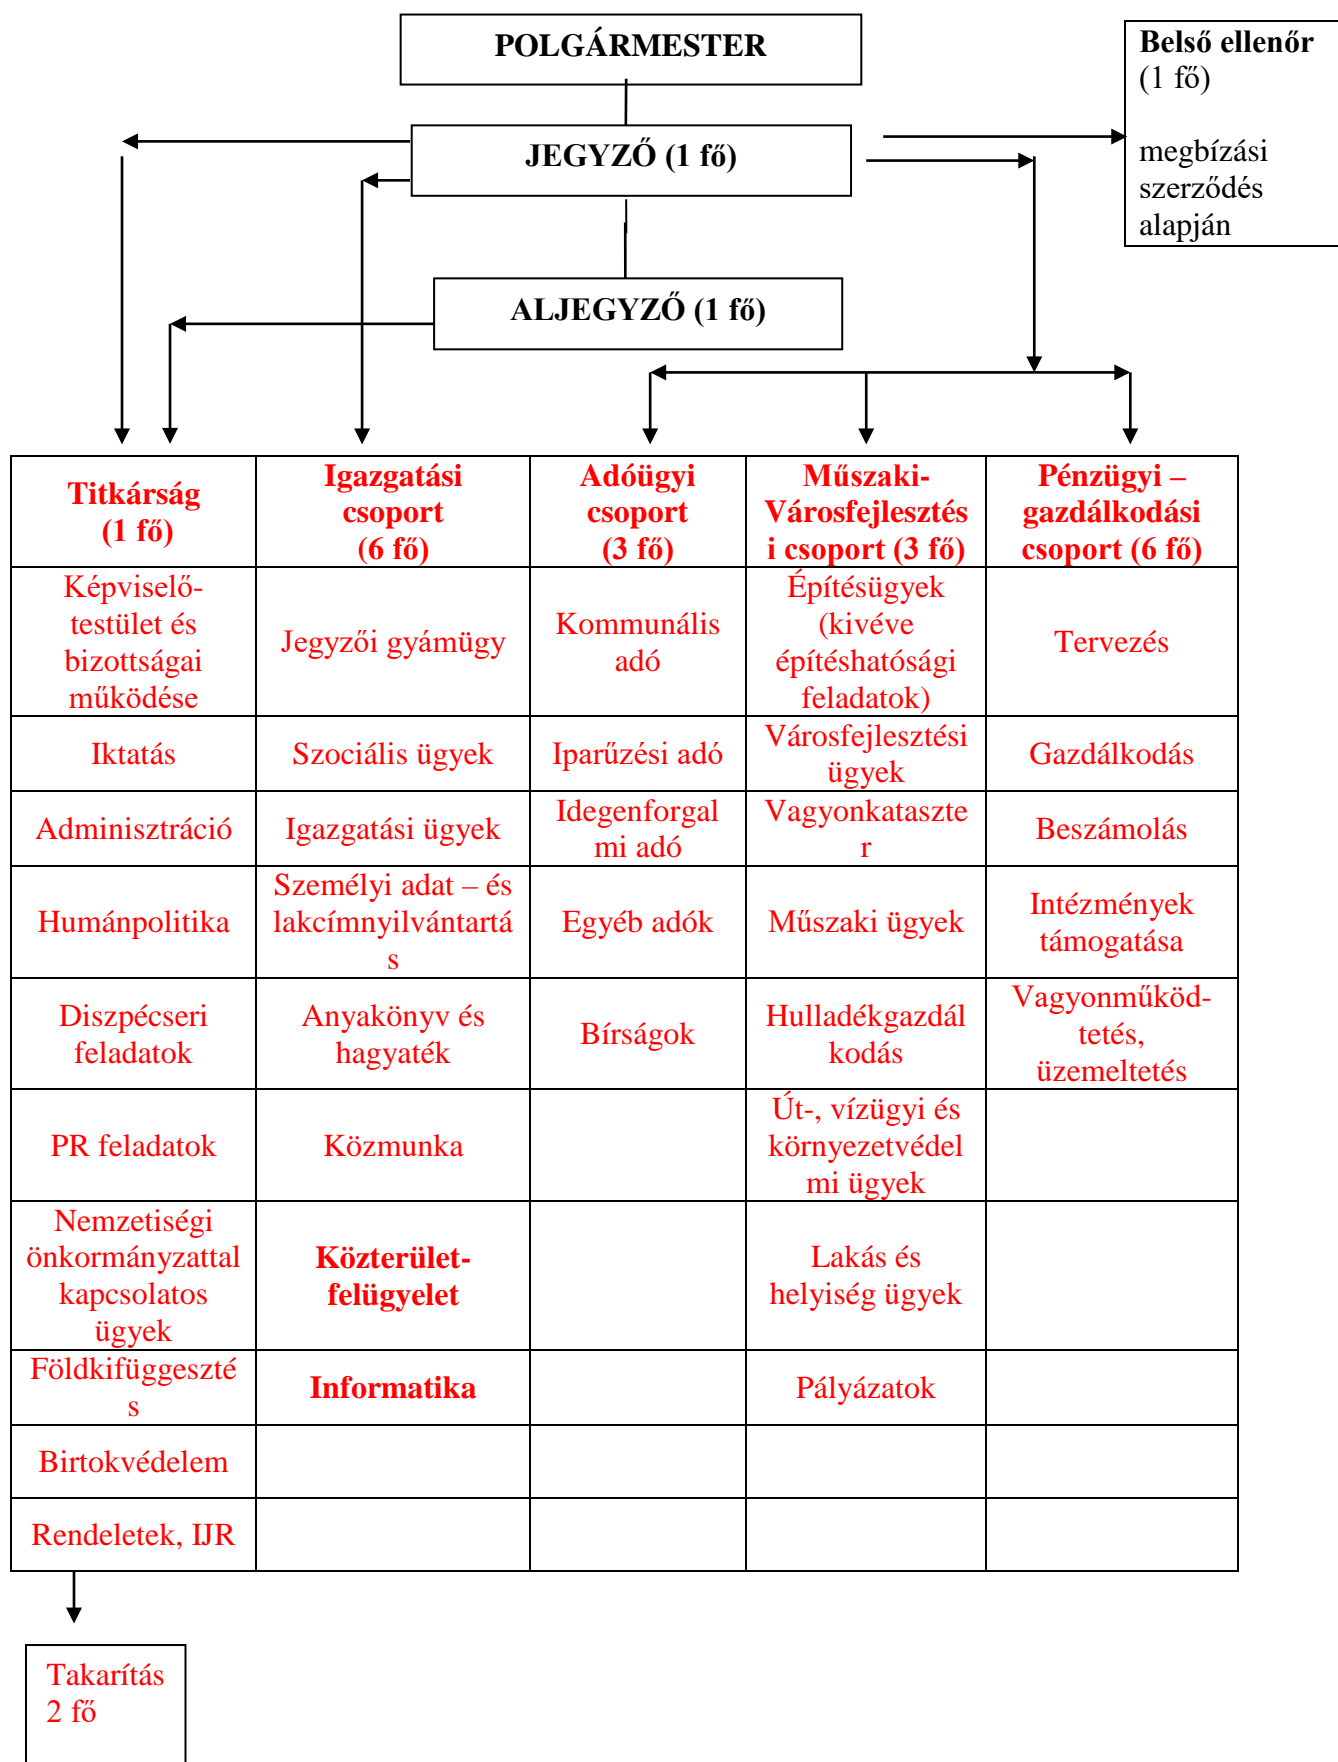 POLGÁRMESTER
Belső ellenőr
(1 fő)
megbízási
szerződés
alapján
JEGYZŐ (1 fő)
ALJEGYZŐ (1 fő)
Titkárság
(1 fő)
Igazgatási
csoport
(6 fő)
Adóügyi
csoport
(3 fő)
Műszaki-
Városfejlesztés
i csoport (3 fő)
Pénzügyi –
gazdálkodási
csoport (6 fő)
Képviselő-
testület és
bizottságai
működése
Jegyzői gyámügy
Kommunális
adó
Építésügyek
(kivéve
építéshatósági
feladatok)
Tervezés
Iktatás
Szociális ügyek
Iparűzési adó
Városfejlesztési
ügyek
Gazdálkodás
Adminisztráció
Igazgatási ügyek
Idegenforgal
mi adó
Vagyonkataszte
r
Beszámolás
Humánpolitika
Személyi adat – és
lakcímnyilvántartá
s
Egyéb adók
Műszaki ügyek
Intézmények
támogatása
Diszpécseri
feladatok
Anyakönyv és
hagyaték
Bírságok
Hulladékgazdál
kodás
Vagyonműköd-
tetés,
üzemeltetés
PR feladatok
Közmunka
Út-, vízügyi és
környezetvédel
mi ügyek
Nemzetiségi
önkormányzattal
kapcsolatos
ügyek
Közterület-
felügyelet
Lakás és
helyiség ügyek
Földkifüggeszté
s
Informatika
Pályázatok
Birtokvédelem
Rendeletek, IJR
Takarítás
2 fő